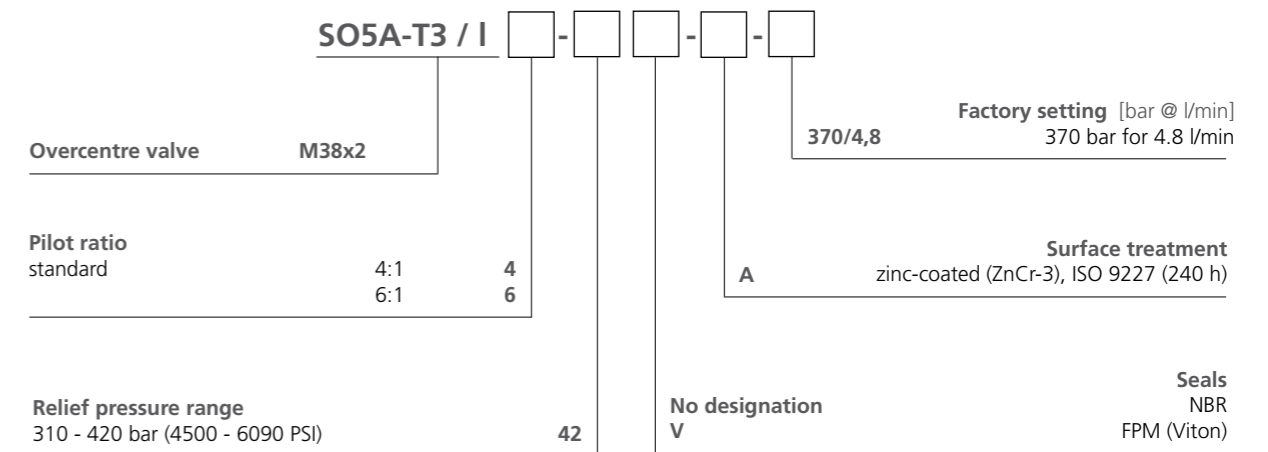 SO5A-T3 / l - - -
Factory setting [bar @ l/min]
370/4,8 370 bar for 4.8 l/min
Overcentre valve M38x2
Pilot ratio
standard 4:1 4
6:1 6
Surface treatment
A zinc-coated (ZnCr-3), ISO 9227 (240 h)
Relief pressure range
310 - 420 bar (4500 - 6090 PSI) 42
Seals
No designation NBR
V FPM (Viton)